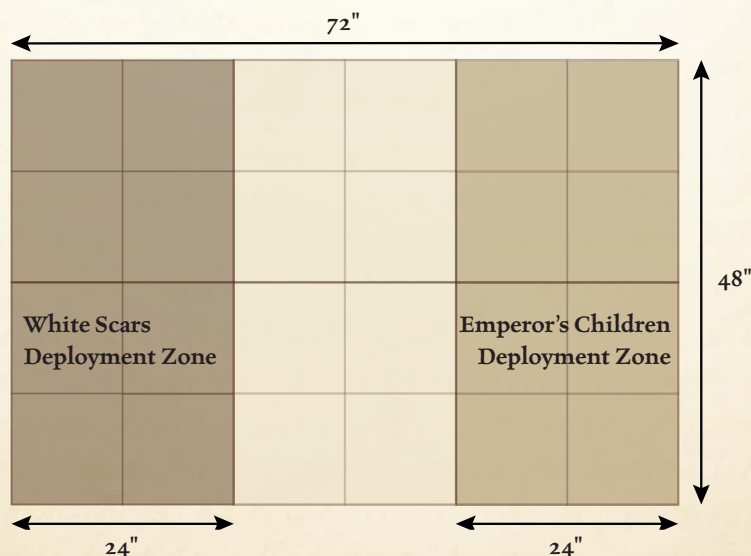 72"
48"
White Scars
Deployment Zone
Emperor's Children
Deployment Zone
24"
24"